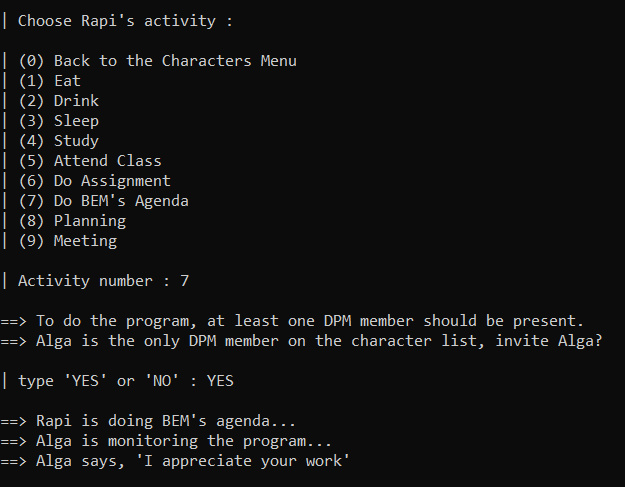 | Choose Rapi's activity :
| (0) Back to the Characters Menu
| (1) Eat
| (2) Drink
| (3) Sleep
| (4) Study
| (5) Attend Class
| (6) Do Assignment
| (7) Do BEM's Agenda
| (8) Planning
| (9) Meeting
| Activity number : 7
==> To do the program, at least one DPM member should be present.
==> Alga is the only DPM member on the character list, invite Alga?
| type 'YES' or 'NO' : YES
==> Rapi is doing BEM's agenda...
==> Alga is monitoring the program...
==> Alga says, 'I appreciate your work'